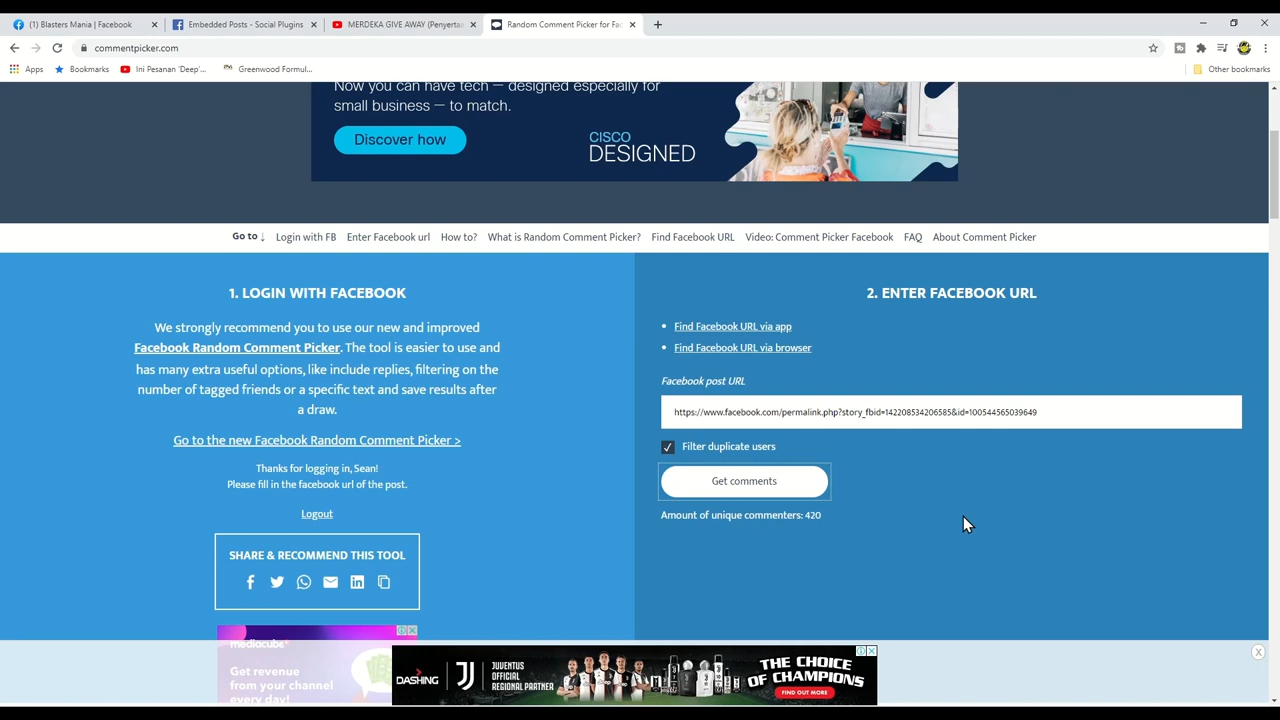 (1) Blasters Mania | Facebook
Embedded Posts - Social Plugins
MERDEKA GIVE AWAY (Penyertaa
Random Comment Picker for Fac
commentpicker.com
Apps
Bookmarks
Ini Pesanan 'Deep'...
Greenwood Formul...
Other bookmarks
Now you can have tech — designed especially for
small business — to match.
Discover how
CISCO
DESIGNED
Go to ↓
Login with FB
Enter Facebook url
How to?
What is Random Comment Picker?
Find Facebook URL
Video: Comment Picker Facebook
FAQ
About Comment Picker
1. LOGIN WITH FACEBOOK
We strongly recommend you to use our new and improved
Facebook Random Comment Picker. The tool is easier to use and
has many extra useful options, like include replies, filtering on the
number of tagged friends or a specific text and save results after
a draw.
Go to the new Facebook Random Comment Picker >
Thanks for logging in, Sean!
Please fill in the facebook url of the post.
Logout
SHARE & RECOMMEND THIS TOOL
2. ENTER FACEBOOK URL
Find Facebook URL via app
Find Facebook URL via browser
Facebook post URL
https://www.facebook.com/permalink.php?story_fbid=142208534206585&id=100544565039649
Filter duplicate users
Get comments
Amount of unique commenters: 420
mediacube
Get revenue
from your channel
every day!
DASHING
JUVENTUS
OFFICIAL
REGIONAL PARTNER
THE CHOICE
OF CHAMPIONS
FIND OUT MORE